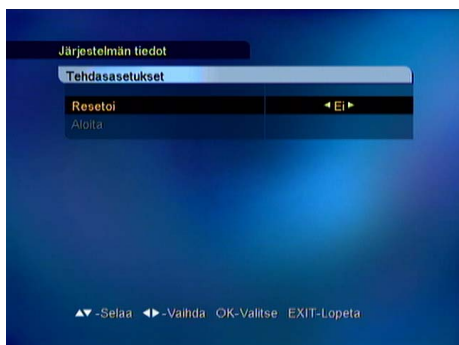 Järjestelmän tiedot
Tehdasasetukset
Resetoi ◄ Ei ►
Aloita
▲▼ -Selaa ◄► -Vaihda OK-Valitse EXIT-Lopeta